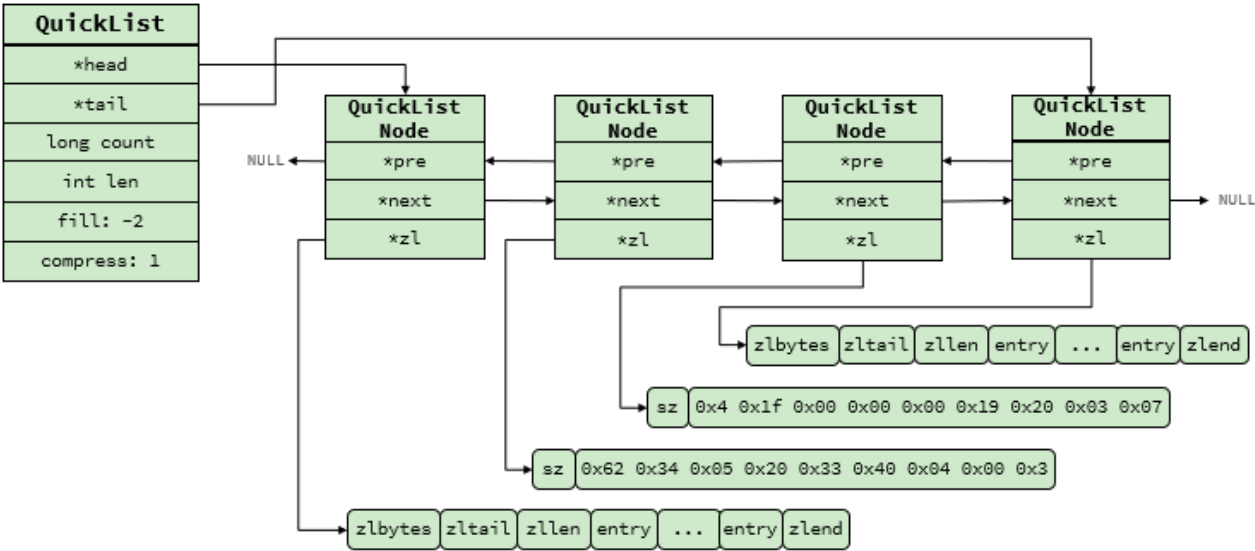 QuickList
*head
*tail
long count
int len
fill: -2
compress: 1
QuickList
Node
*pre
*next
*zl
QuickList
Node
*pre
*next
*zl
QuickList
Node
*pre
*next
*zl
QuickList
Node
*pre
*next
*zl
NULL
NULL
zlbytes zltail zllen entry ... entry zlend
sz 0x4 0x1f 0x00 0x00 0x00 0x19 0x20 0x03 0x07
sz 0x62 0x34 0x05 0x20 0x33 0x40 0x04 0x00 0x3
zlbytes zltail zllen entry ... entry zlend